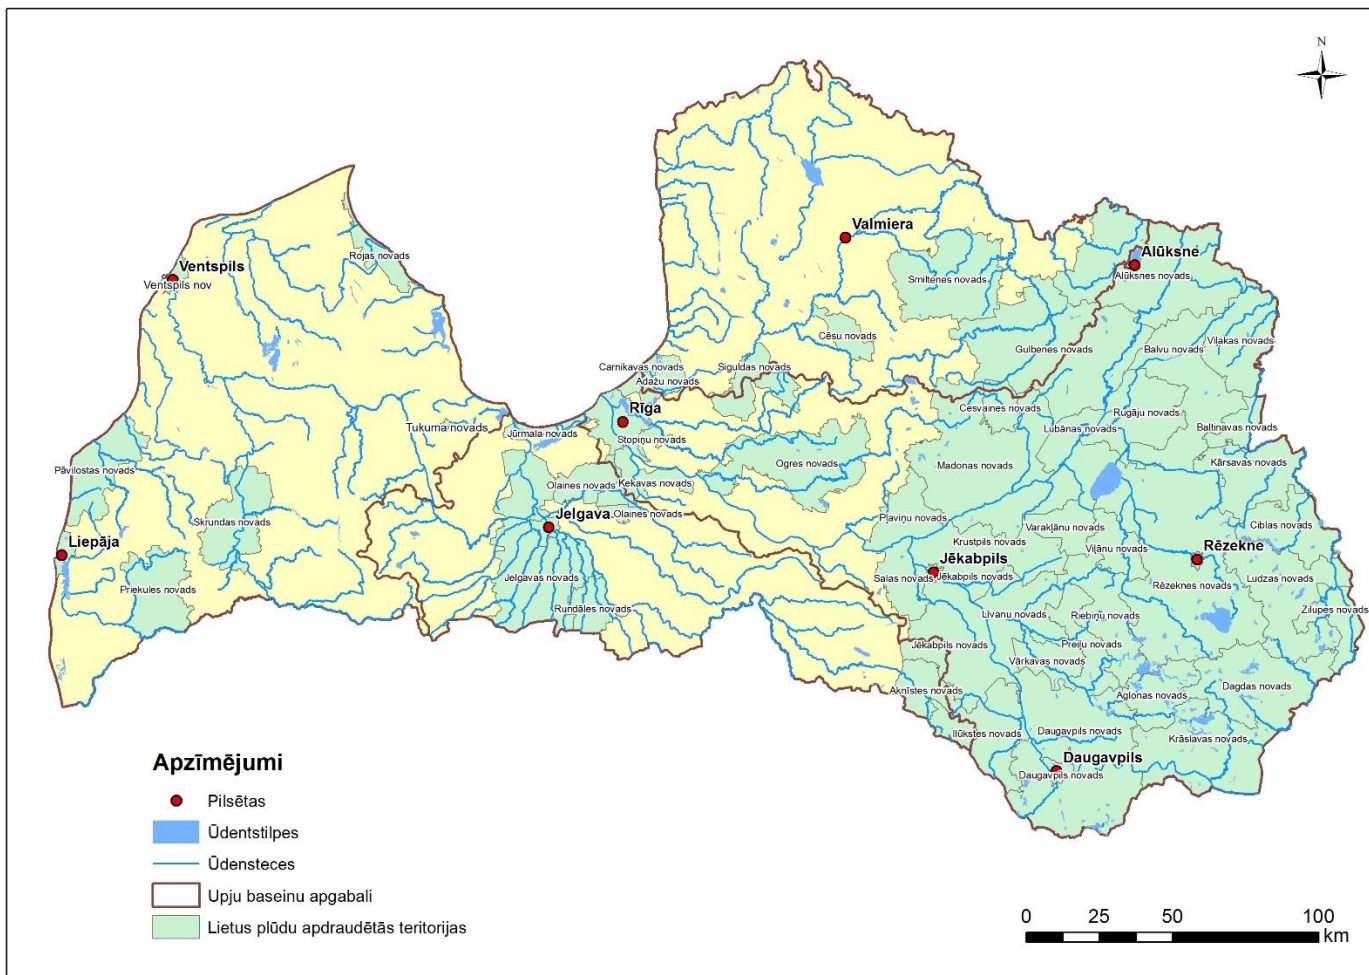 N
Valmiera
Alūksne
Alūksnes novads
Rojas novads
Ventspils
Ventspils nov
Smiltenes novads
Cēsu novads
Gulbenes novads
Balvu novads
Viļakas novads
Carnikavas novads
Siguldas novads
Ādažu novads
Rīga
Cesvaines novads
Rugāju novads
Tukuma novads
Jūrmala novads
Stopiņu novads
Lubānas novads
Baltinavas novads
Pāvilostas novads
Ogres novads
Madonas novads
Kārsavas novads
Olaines novads
Ķekavas novads
Jelgava
Olaines novads
Skrundas novads
Pļaviņu novads
Varakļānu novads
Ciblas novads
Liepāja
Krustpils novads
Viļānu novads
Rēzekne
Jēkabpils
Salas novads
Jēkabpils novads
Jelgavas novads
Rēzeknes novads
Ludzas novads
Priekules novads
Rundāles novads
Līvānu novads
Riebiņu novads
Zilupes novads
Jēkabpils novads
Preiļu novads
Vārkavas novads
Aknīstes novads
Aglonas novads
Dagdas novads
Ilūkstes novads
Daugavpils novads
Krāslavas novads
Daugavpils
Daugavpils novads
Apzīmējumi
Pilsētas
Ūdentstilpes
Ūdensteces
Upju baseinu apgabali
Lietus plūdu apdraudētās teritorijas
0 25 50 100
km